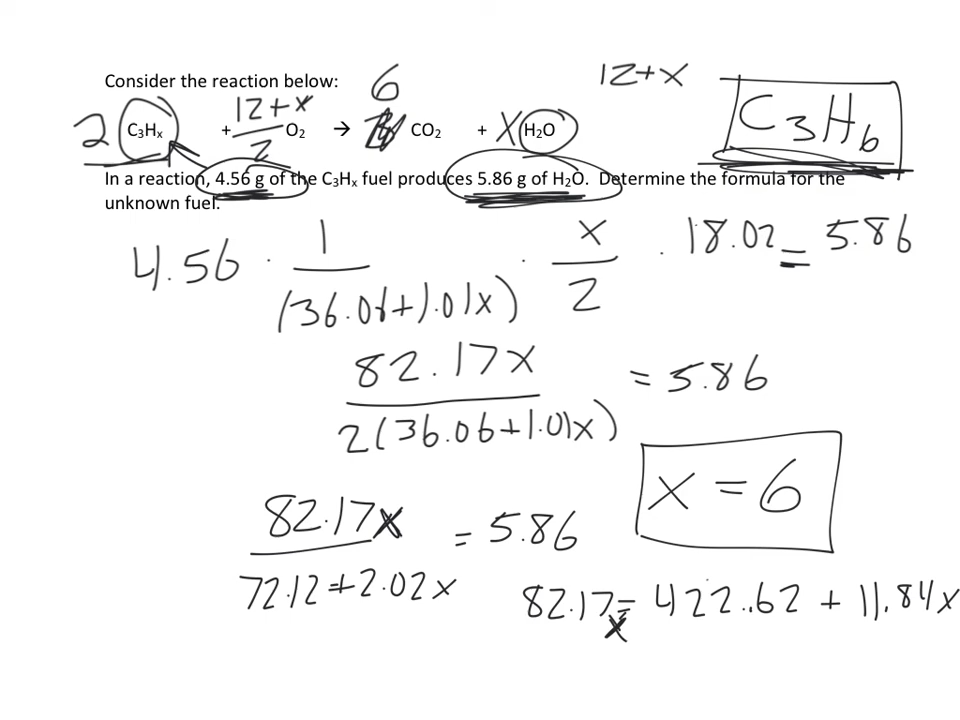 Consider the reaction below:
6
12+x
2 C₃Hₓ + 12+x/2 O₂ → CO₂ + x H₂O
C₃H₆
In a reaction, 4.56 g of the C₃Hₓ fuel produces 5.86 g of H₂O. Determine the formula for the
unknown fuel.
4.56 · 1/(36.06+1.01x) · x/2 · 18.02 = 5.86
82.17x/2(36.06+1.01x) = 5.86
x = 6
82.17x/72.12+2.02x = 5.86
82.17x = 422.62 + 11.84x